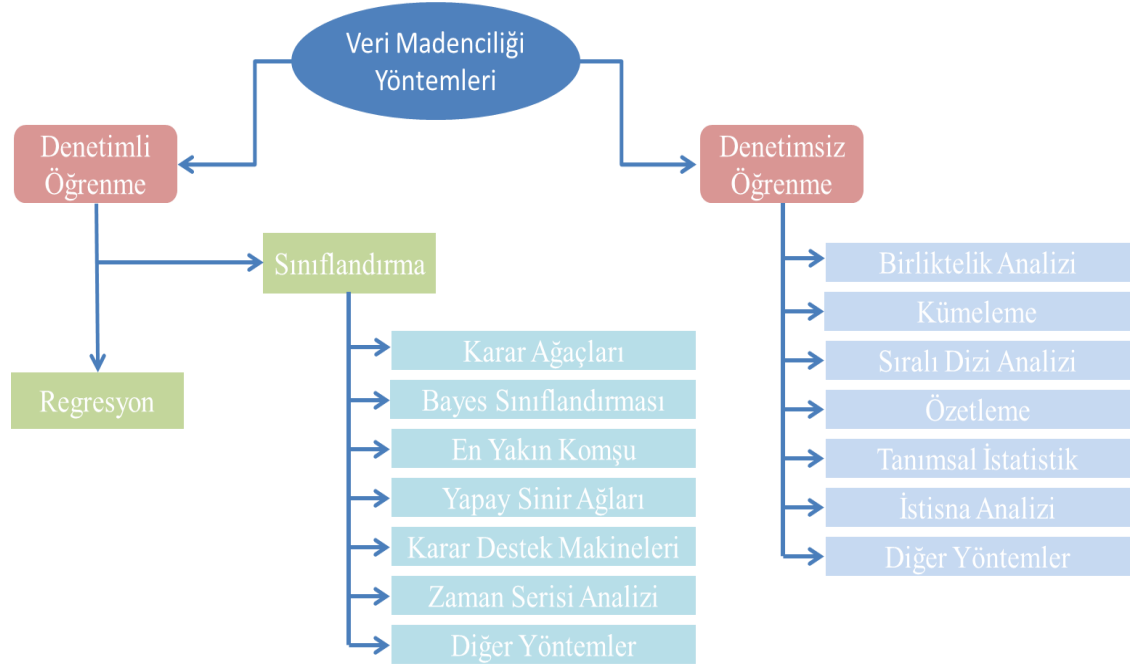 Veri Madenciliği
Yöntemleri
Denetimli
Öğrenme
Denetimsiz
Öğrenme
Sınıflandırma
Regresyon
Karar Ağaçları
Bayes Sınıflandırması
En Yakın Komşu
Yapay Sinir Ağları
Karar Destek Makineleri
Zaman Serisi Analizi
Diğer Yöntemler
Birliktelik Analizi
Kümeleme
Sıralı Dizi Analizi
Özetleme
Tanımsal İstatistik
İstisna Analizi
Diğer Yöntemler